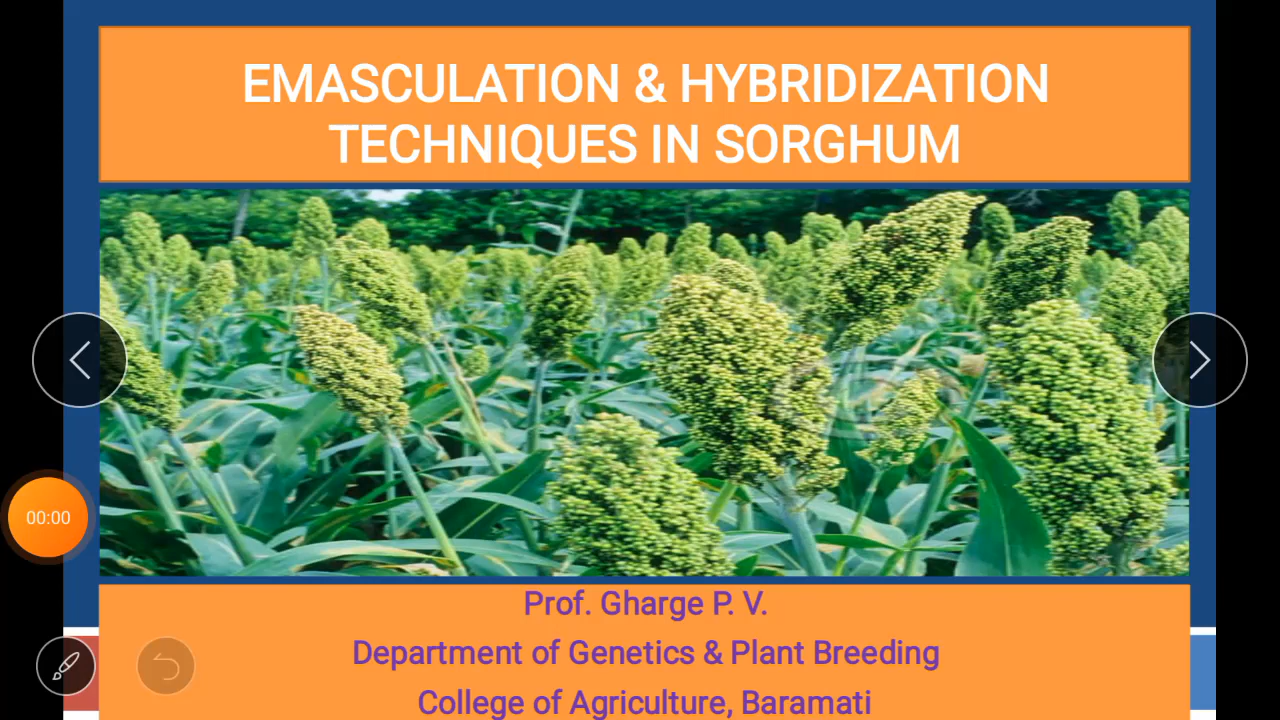 EMASCULATION & HYBRIDIZATION
TECHNIQUES IN SORGHUM
00:00
Prof. Gharge P. V.
Department of Genetics & Plant Breeding
College of Agriculture, Baramati